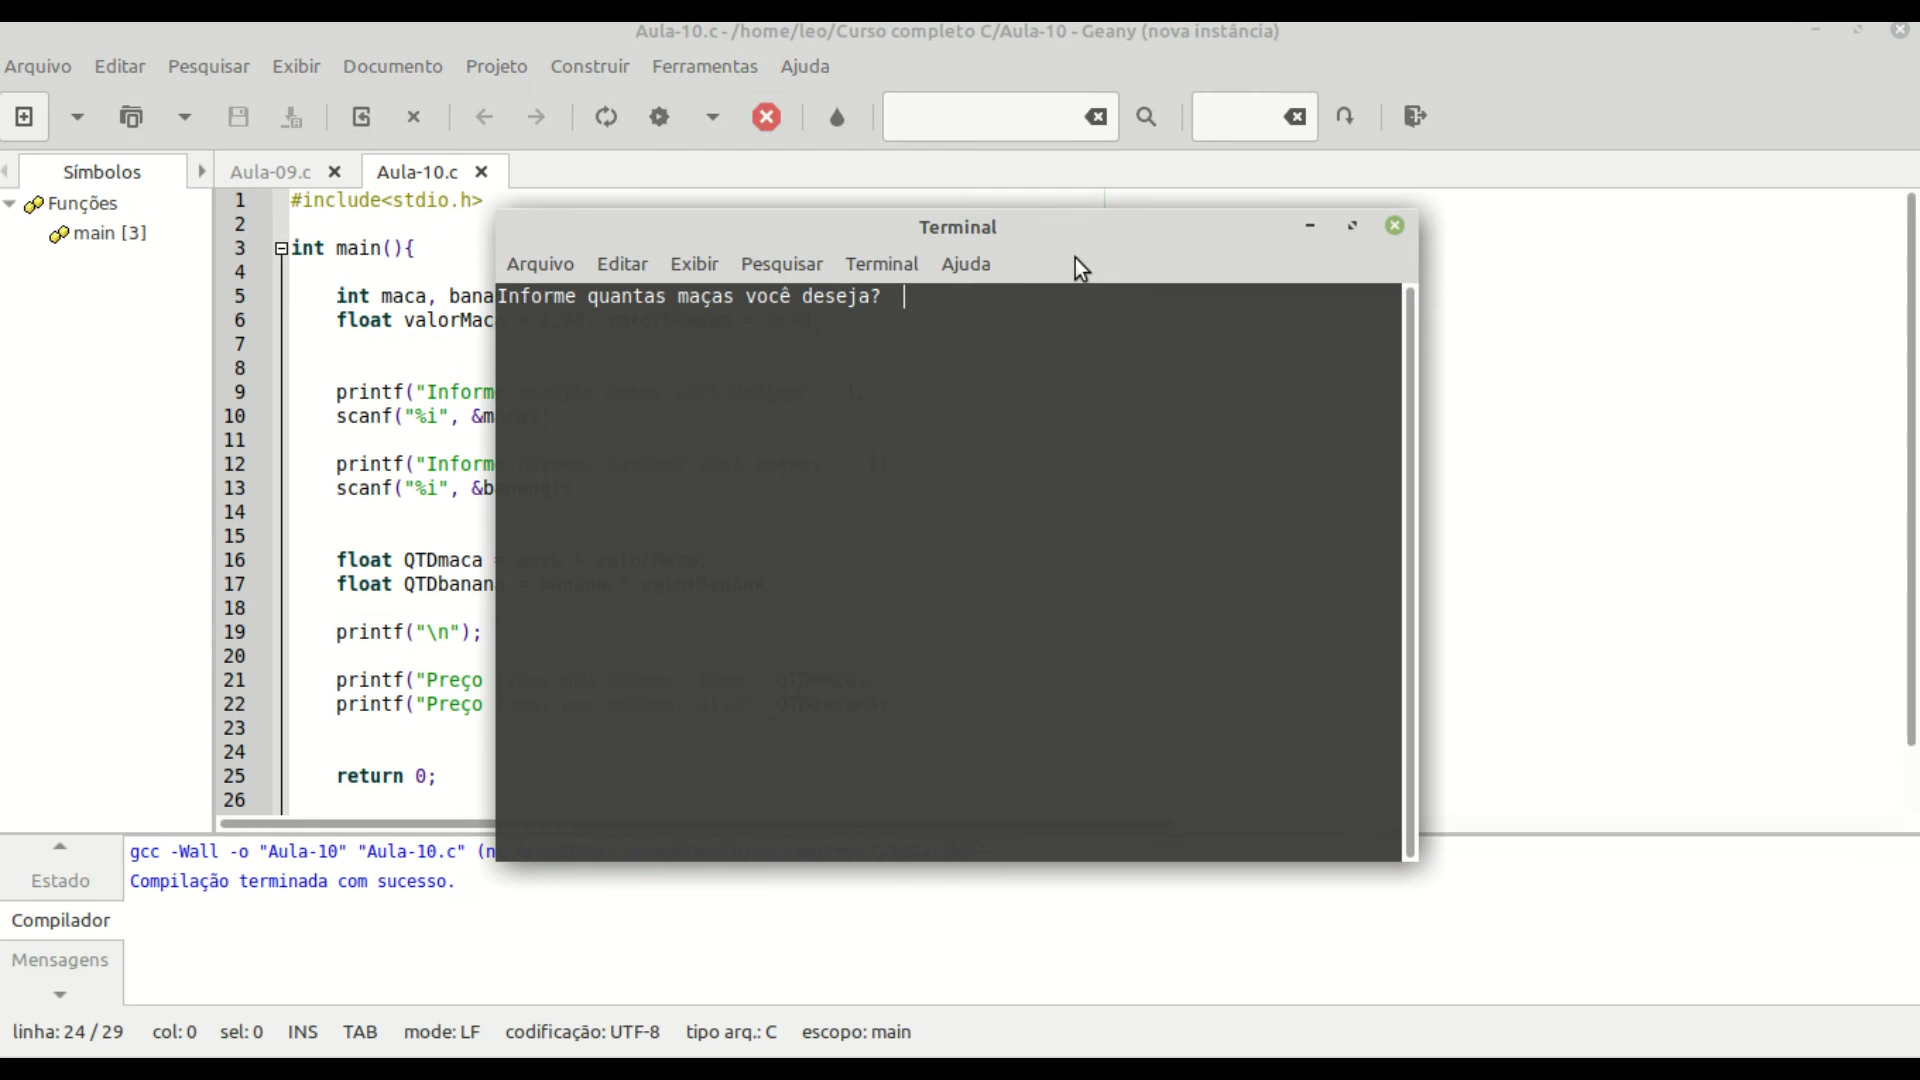 Aula-10.c - /home/leo/Curso completo C/Aula-10 - Geany (nova instância)
Arquivo Editar Pesquisar Exibir Documento Projeto Construir Ferramentas Ajuda
Símbolos
Aula-09.c
Aula-10.c
Funções
main [3]
1 #include<stdio.h>
2
3 int main(){
4
5 int maca, bana
6 float valorMaca
7
8
9 printf("Inform
10 scanf("%i", &m
11
12 printf("Inform
13 scanf("%i", &b
14
15
16 float QTDmaca =
17 float QTDbanana =
18
19 printf("\n");
20
21 printf("Preço
22 printf("Preço
23
24
25 return 0;
26
Terminal
Arquivo Editar Exibir Pesquisar Terminal Ajuda
Informe quantas maças você deseja?
Estado
Compilador
Mensagens
gcc -Wall -o "Aula-10" "Aula-10.c" (n
Compilação terminada com sucesso.
linha: 24 / 29 col: 0 sel: 0 INS TAB mode: LF codificação: UTF-8 tipo arq.: C escopo: main